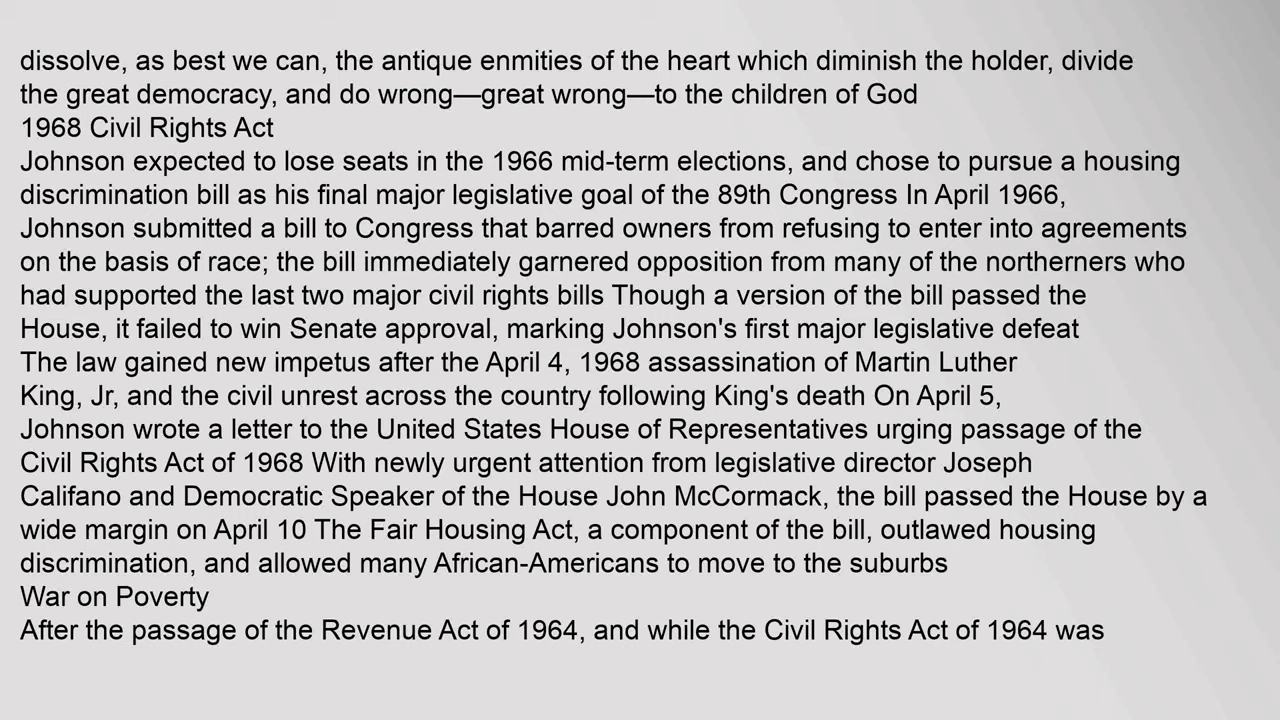 dissolve, as best we can, the antique enmities of the heart which diminish the holder, divide
the great democracy, and do wrong—great wrong—to the children of God
1968 Civil Rights Act
Johnson expected to lose seats in the 1966 mid-term elections, and chose to pursue a housing
discrimination bill as his final major legislative goal of the 89th Congress In April 1966,
Johnson submitted a bill to Congress that barred owners from refusing to enter into agreements
on the basis of race; the bill immediately garnered opposition from many of the northerners who
had supported the last two major civil rights bills Though a version of the bill passed the
House, it failed to win Senate approval, marking Johnson's first major legislative defeat
The law gained new impetus after the April 4, 1968 assassination of Martin Luther
King, Jr, and the civil unrest across the country following King's death On April 5,
Johnson wrote a letter to the United States House of Representatives urging passage of the
Civil Rights Act of 1968 With newly urgent attention from legislative director Joseph
Califano and Democratic Speaker of the House John McCormack, the bill passed the House by a
wide margin on April 10 The Fair Housing Act, a component of the bill, outlawed housing
discrimination, and allowed many African-Americans to move to the suburbs
War on Poverty
After the passage of the Revenue Act of 1964, and while the Civil Rights Act of 1964 was